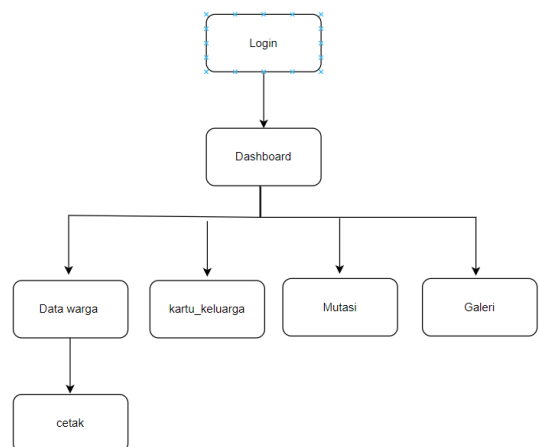 Login
Dashboard
Data warga
kartu_keluarga
Mutasi
Galeri
cetak